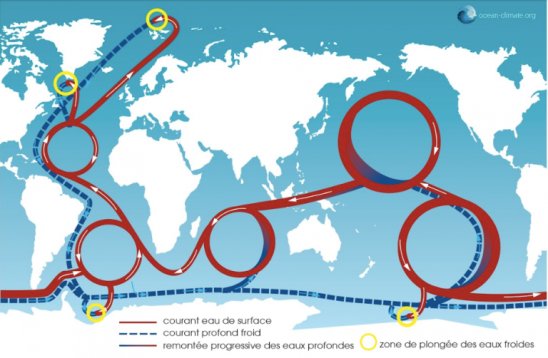 ocean-climate.org
courant eau de surface
courant profond froid
remontée progressive des eaux profondes
zone de plongée des eaux froides